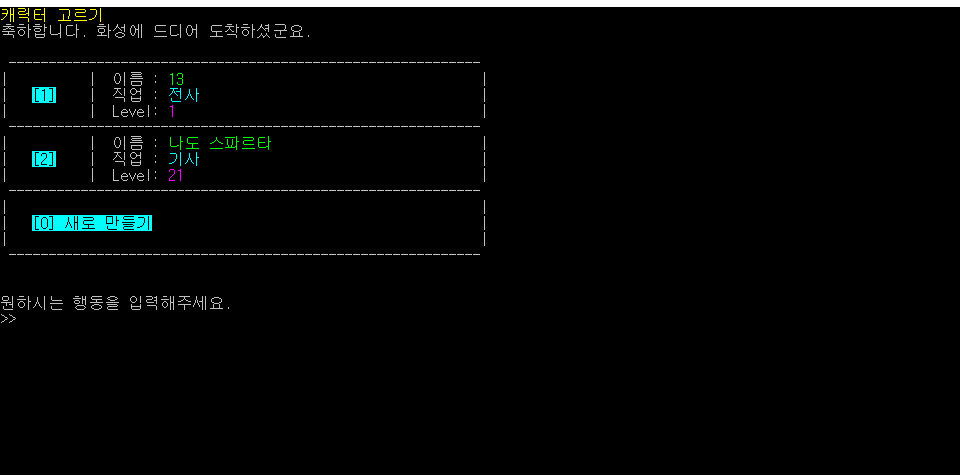 캐릭터 고르기
축하합니다. 화성에 드디어 도착하셨군요.
이름 : 13
[1] 직업 : 전사
Level: 1
이름 : 나도 스파르타
[2] 직업 : 기사
Level: 21
[0] 새로 만들기
원하시는 행동을 입력해주세요.
>>